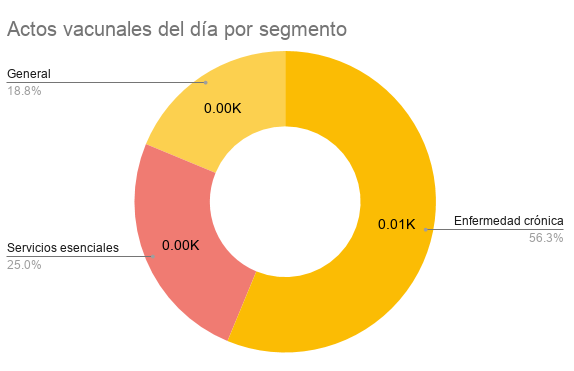 Actos vacunales del día por segmento
General
18.8%
0.00K
0.01K
Enfermedad crónica
56.3%
Servicios esenciales
25.0%
0.00K